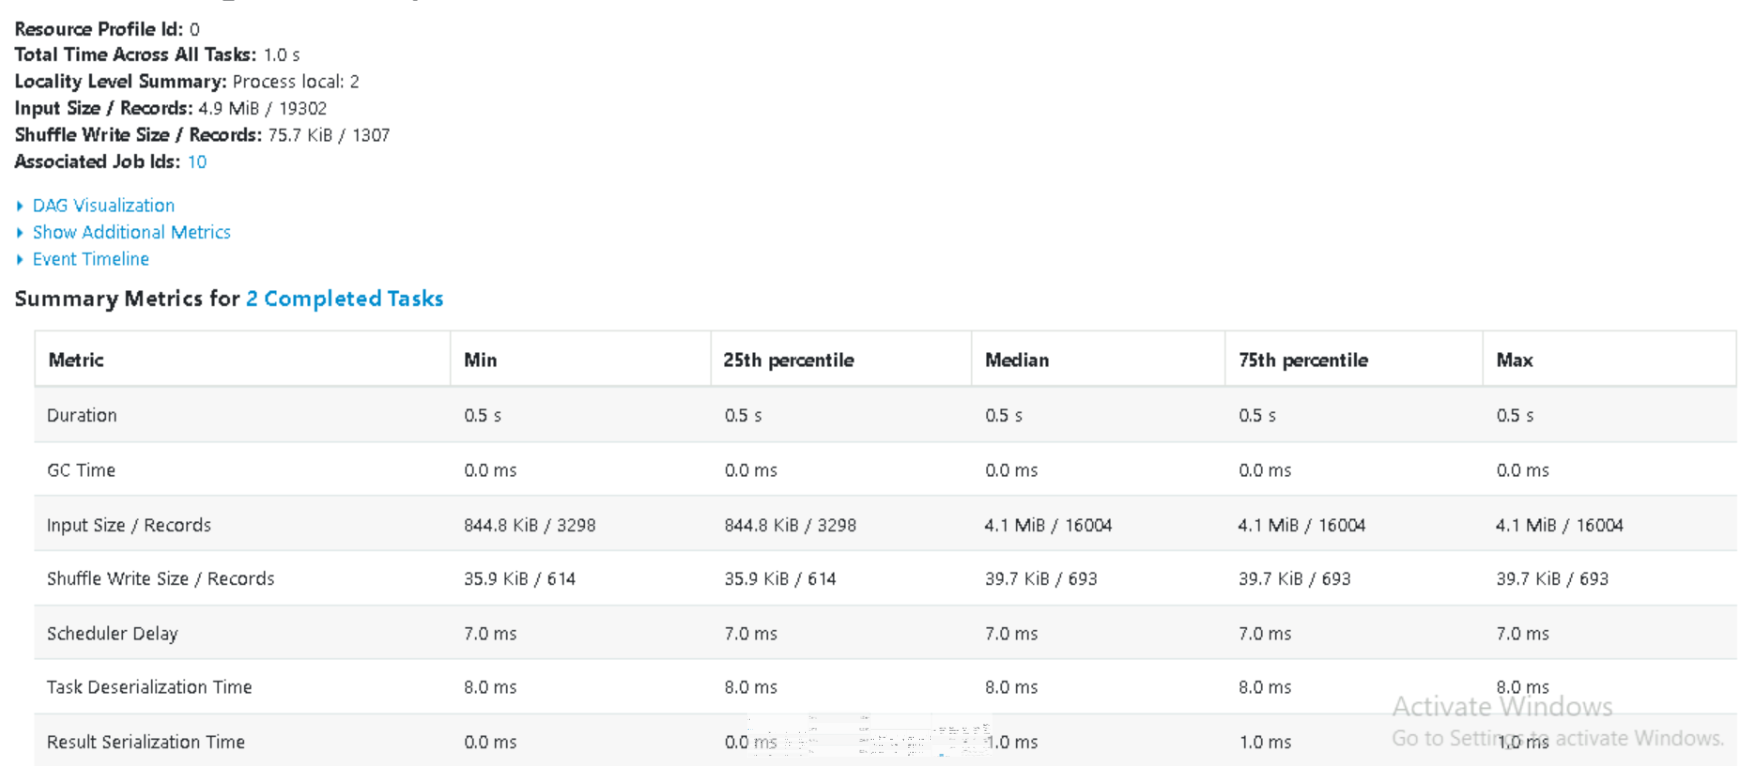 Resource Profile Id: 0
Total Time Across All Tasks: 1.0 s
Locality Level Summary: Process local: 2
Input Size / Records: 4.9 MiB / 19302
Shuffle Write Size / Records: 75.7 KiB / 1307
Associated Job Ids: 10
DAG Visualization
Show Additional Metrics
Event Timeline
Summary Metrics for 2 Completed Tasks
Metric Min 25th percentile Median 75th percentile Max
Duration 0.5 s 0.5 s 0.5 s 0.5 s 0.5 s
GC Time 0.0 ms 0.0 ms 0.0 ms 0.0 ms 0.0 ms
Input Size / Records 844.8 KiB / 3298 844.8 KiB / 3298 4.1 MiB / 16004 4.1 MiB / 16004 4.1 MiB / 16004
Shuffle Write Size / Records 35.9 KiB / 614 35.9 KiB / 614 39.7 KiB / 693 39.7 KiB / 693 39.7 KiB / 693
Scheduler Delay 7.0 ms 7.0 ms 7.0 ms 7.0 ms 7.0 ms
Task Deserialization Time 8.0 ms 8.0 ms 8.0 ms 8.0 ms 8.0 ms
Activate Windows
Result Serialization Time 0.0 ms 0.0 ms 1.0 ms 1.0 ms 1.0 ms
Go to Settings to activate Windows.